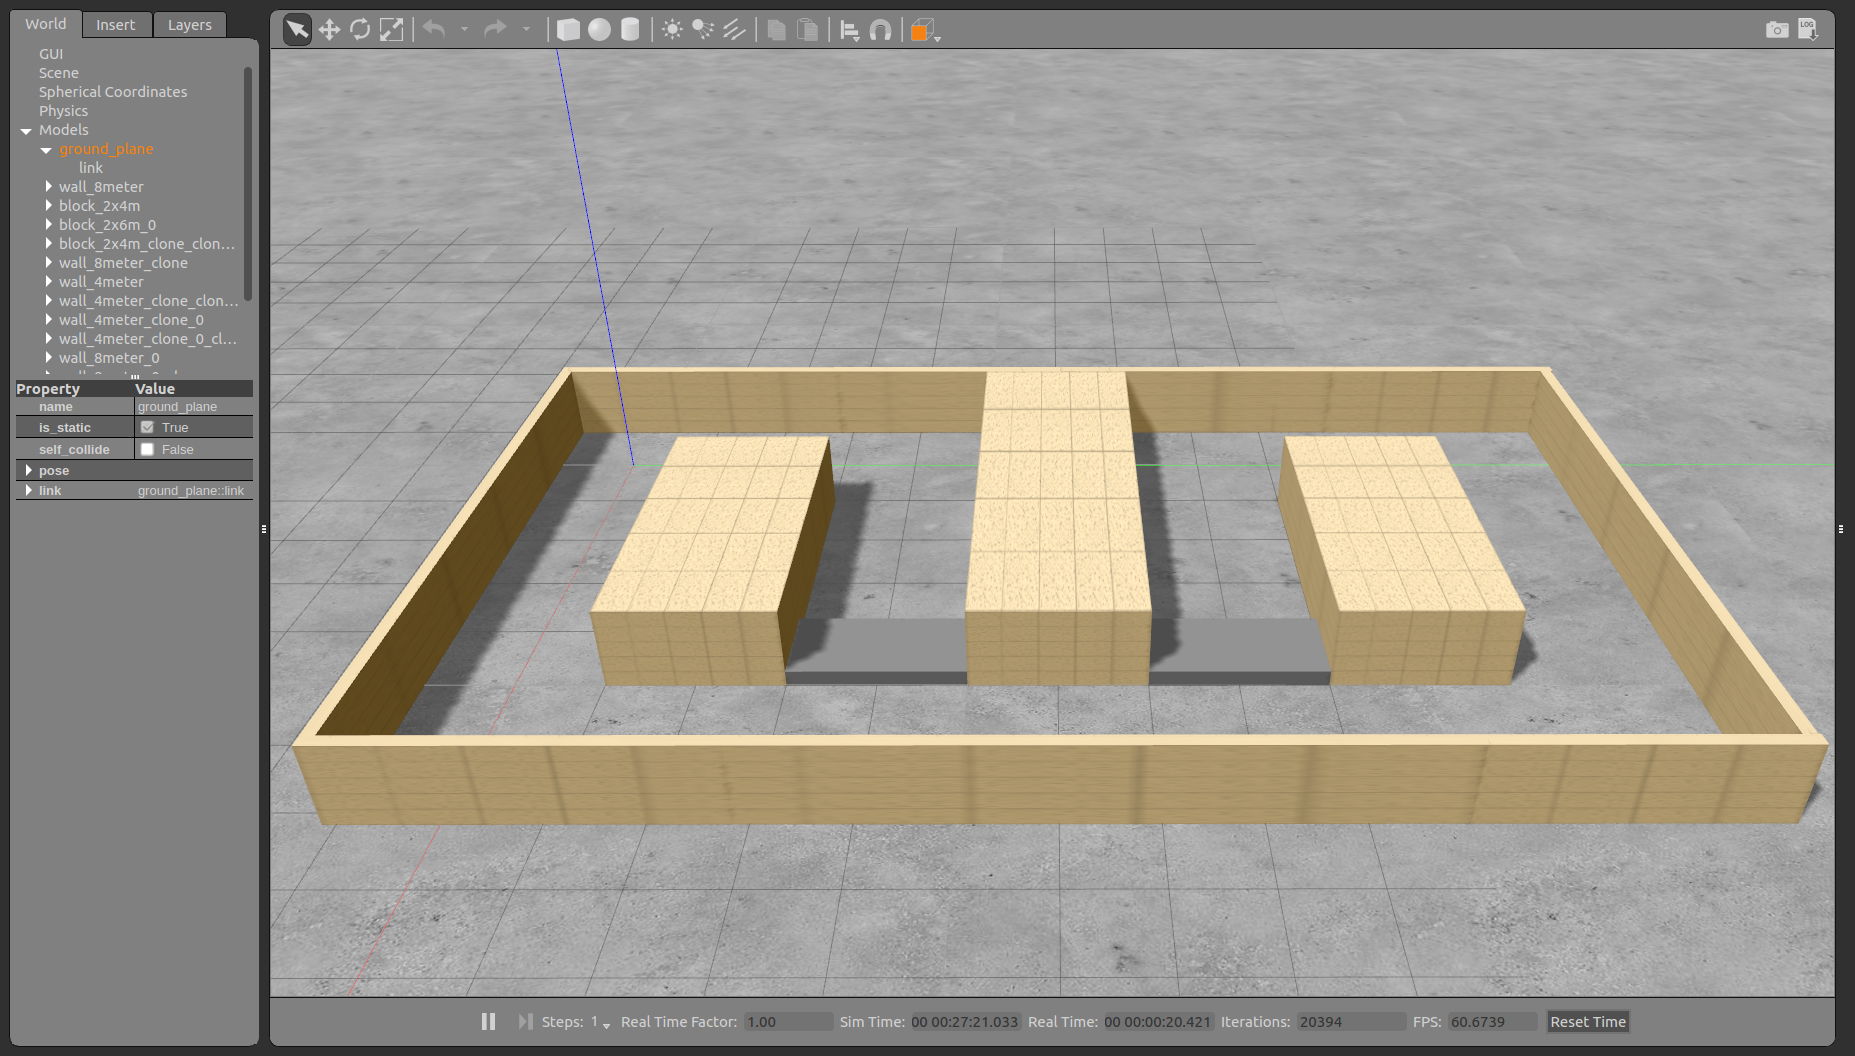 World Insert Layers
GUI
Scene
Spherical Coordinates
Physics
Models
ground_plane
link
wall_8meter
block_2x4m
block_2x6m_0
block_2x4m_clone_clon...
wall_8meter_clone
wall_4meter
wall_4meter_clone_clon...
wall_4meter_clone_0
wall_4meter_clone_0_cl...
wall_8meter_0
Property Value
name ground_plane
is_static True
self_collide False
pose
link ground_plane::link
LOG
Steps: 1 Real Time Factor: 1.00 Sim Time: 00 00:27:21.033 Real Time: 00 00:00:20.421 Iterations: 20394 FPS: 60.6739 Reset Time